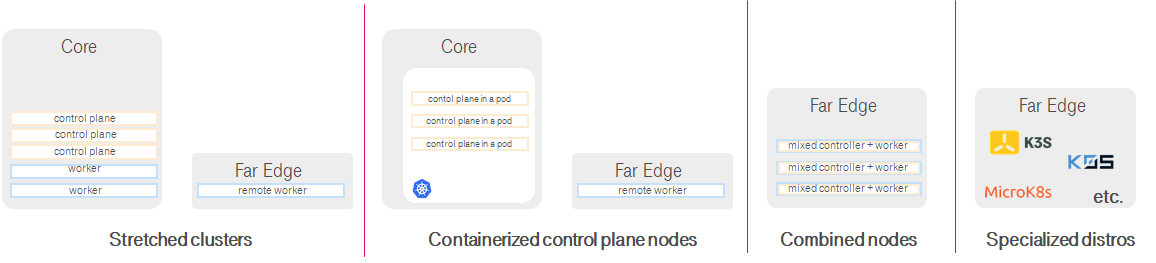 Core
control plane
control plane
control plane
worker
worker
Far Edge
remote worker
Stretched clusters
Core
contol plane in a pod
control plane in a pod
control plane in a pod
Far Edge
remote worker
Containerized control plane nodes
Far Edge
mixed controller + worker
mixed controller + worker
mixed controller + worker
Combined nodes
Far Edge
K3S
K0S
MicroK8s
etc.
Specialized distros